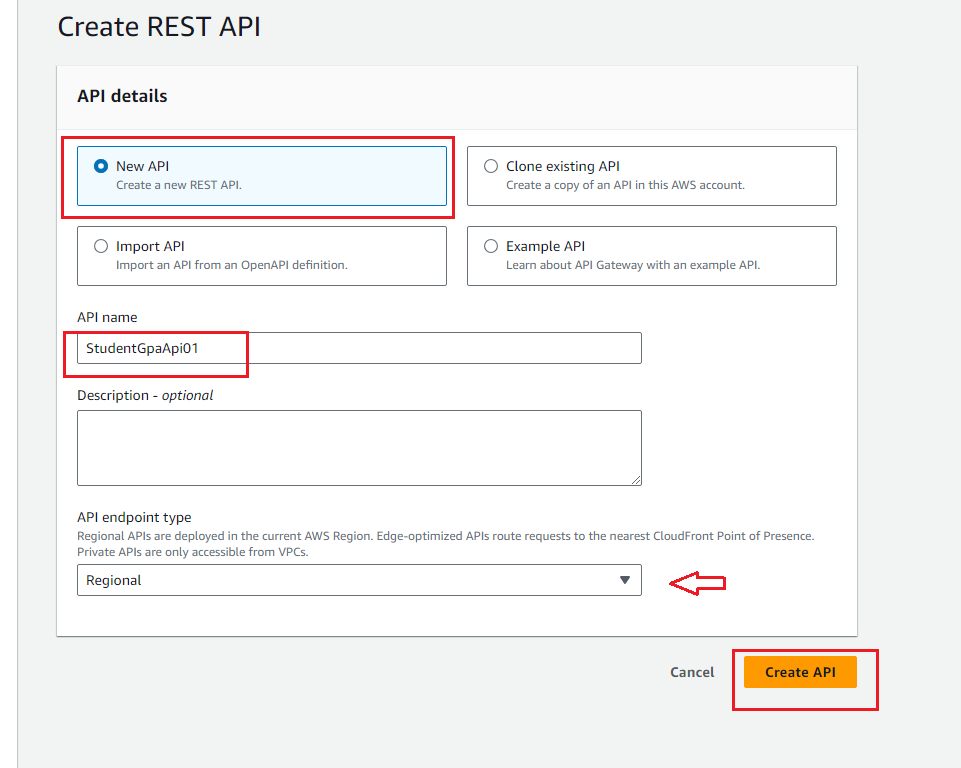 Create REST API
API details
New API
Create a new REST API.
Clone existing API
Create a copy of an API in this AWS account.
Import API
Import an API from an OpenAPI definition.
Example API
Learn about API Gateway with an example API.
API name
StudentGpaApi01
Description - optional
API endpoint type
Regional APIs are deployed in the current AWS Region. Edge-optimized APIs route requests to the nearest CloudFront Point of Presence.
Private APIs are only accessible from VPCs.
Regional
Cancel
Create API